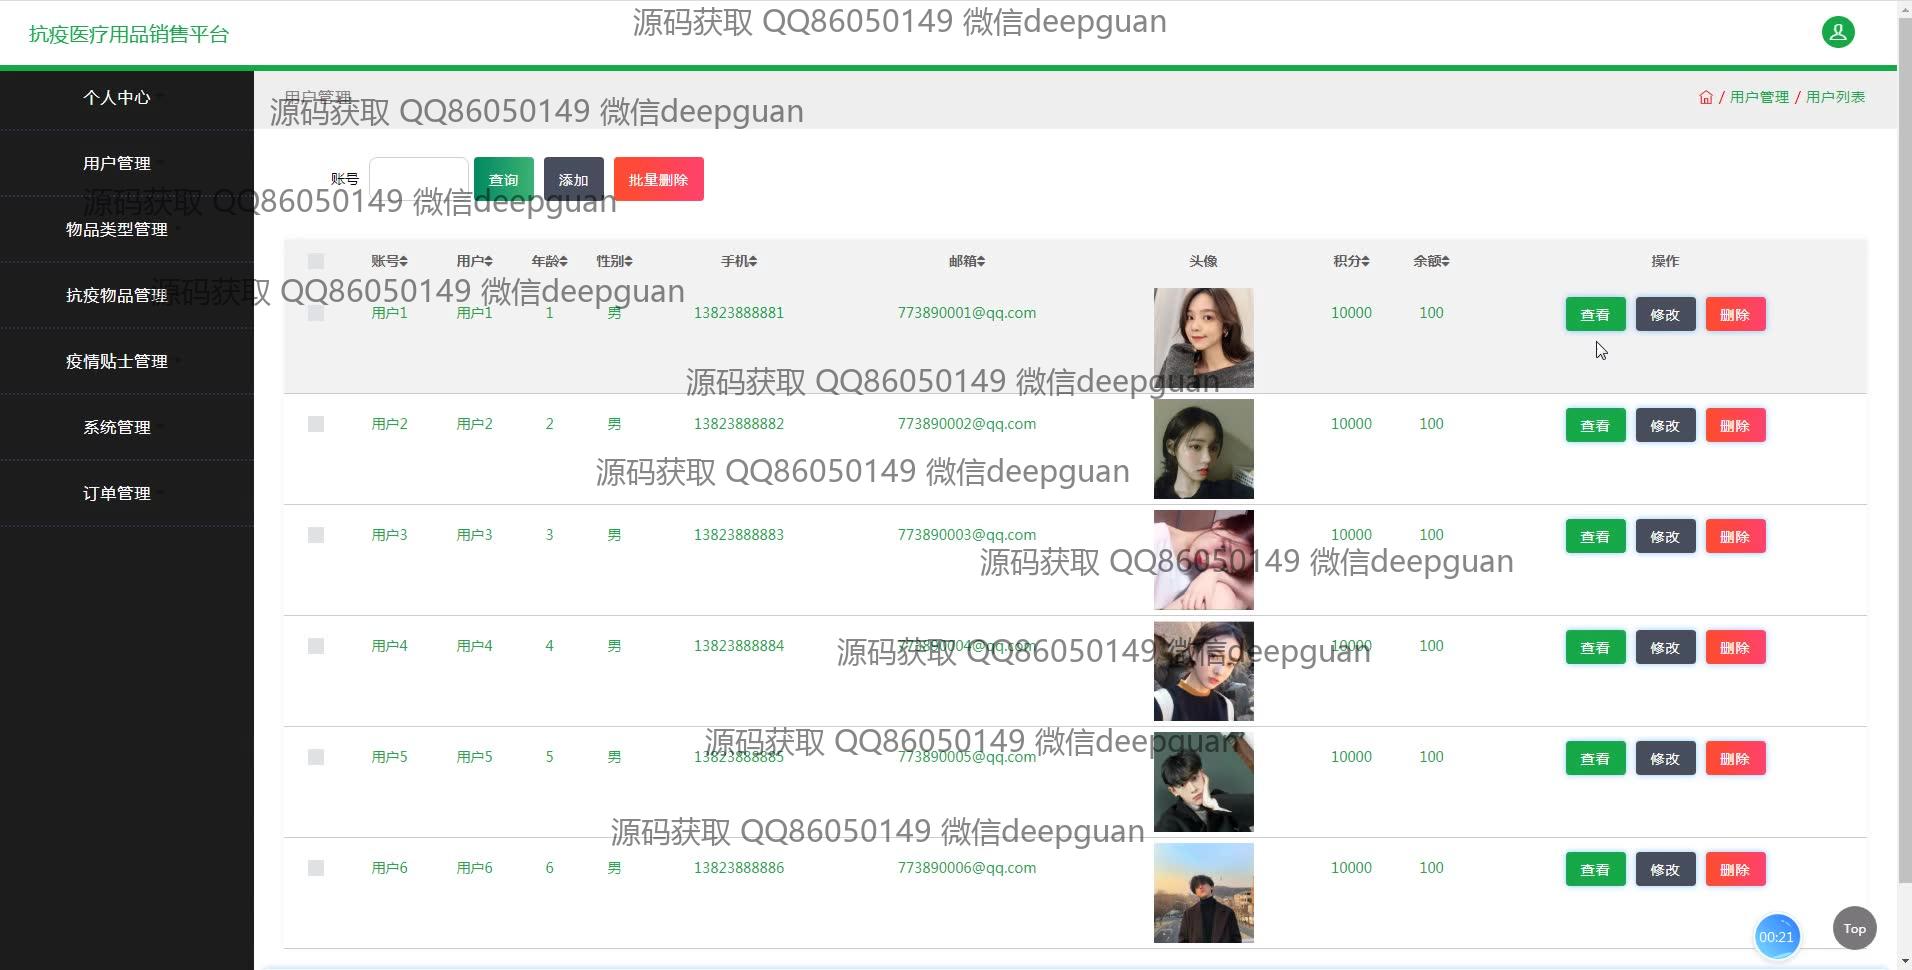 抗疫医疗用品销售平台
源码获取 QQ86050149 微信deepguan
个人中心
用户管理
物品类型管理
抗疫物品管理
疫情贴士管理
系统管理
订单管理
用户管理
/ 用户管理 / 用户列表
源码获取 QQ86050149 微信deepguan
账号 查询 添加 批量删除
源码获取 QQ86050149 微信deepguan
账号 用户 年龄 性别 手机 邮箱 头像 积分 余额 操作
源码获取 QQ86050149 微信deepguan
用户1 用户1 1 男 13823888881 773890001@qq.com 10000 100 查看 修改 删除
源码获取 QQ86050149 微信deepguan
用户2 用户2 2 男 13823888882 773890002@qq.com 10000 100 查看 修改 删除
源码获取 QQ86050149 微信deepguan
用户3 用户3 3 男 13823888883 773890003@qq.com 10000 100 查看 修改 删除
源码获取 QQ86050149 微信deepguan
用户4 用户4 4 男 13823888884 773890004@qq.com 10000 100 查看 修改 删除
源码获取 QQ86050149 微信deepguan
源码获取 QQ86050149 微信deepguan
用户5 用户5 5 男 13823888885 773890005@qq.com 10000 100 查看 修改 删除
源码获取 QQ86050149 微信deepguan
用户6 用户6 6 男 13823888886 773890006@qq.com 10000 100 查看 修改 删除
00:21
Top